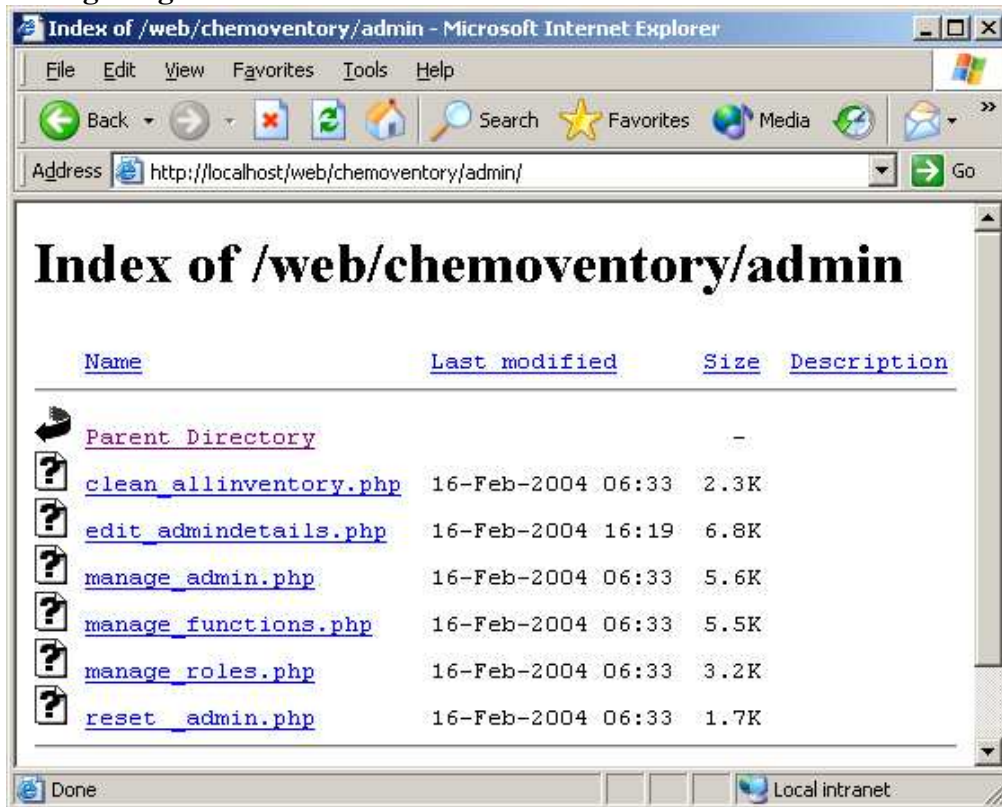 Index of /web/chemoventory/admin - Microsoft Internet Explorer
File Edit View Favorites Tools Help
Back Search Favorites Media »
Address http://localhost/web/chemoventory/admin/ Go
Index of /web/chemoventory/admin
Name Last modified Size Description
Parent Directory -
clean_allinventory.php 16-Feb-2004 06:33 2.3K
edit_admindetails.php 16-Feb-2004 16:19 6.8K
manage_admin.php 16-Feb-2004 06:33 5.6K
manage_functions.php 16-Feb-2004 06:33 5.5K
manage_roles.php 16-Feb-2004 06:33 3.2K
reset _admin.php 16-Feb-2004 06:33 1.7K
Done Local intranet